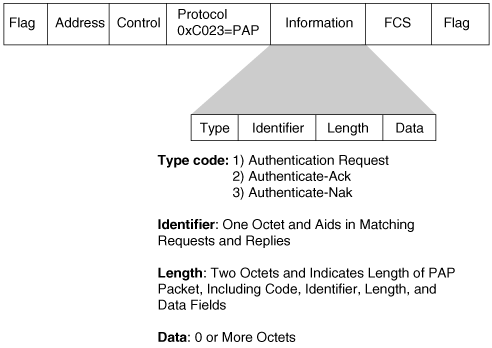 Flag Address Control Protocol 0xC023=PAP Information FCS Flag
Type Identifier Length Data
Type code: 1) Authentication Request
2) Authenticate-Ack
3) Authenticate-Nak
Identifier: One Octet and Aids in Matching
Requests and Replies
Length: Two Octets and Indicates Length of PAP
Packet, Including Code, Identifier, Length, and
Data Fields
Data: 0 or More Octets